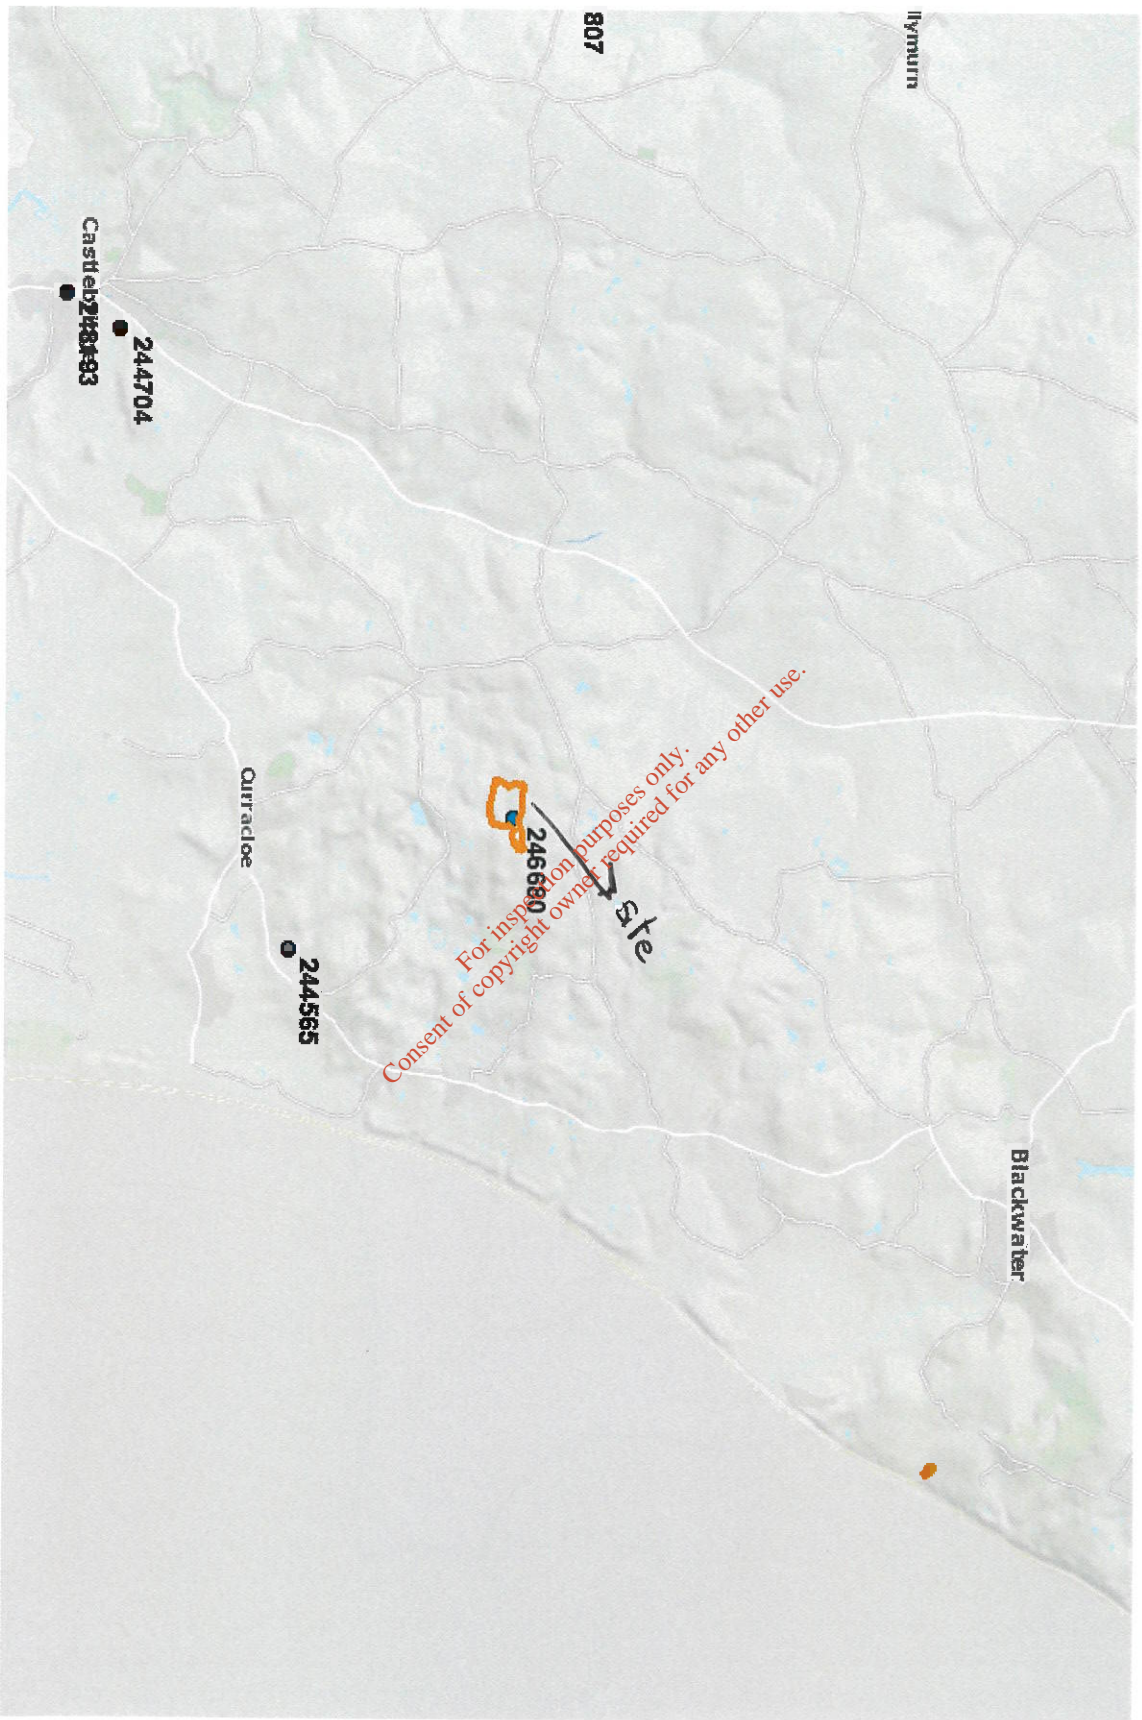 807
llymurn
244704
Curracloe
246680
site
244565
Blackwater
For inspection purposes only.
Consent of copyright owner required for any other use.